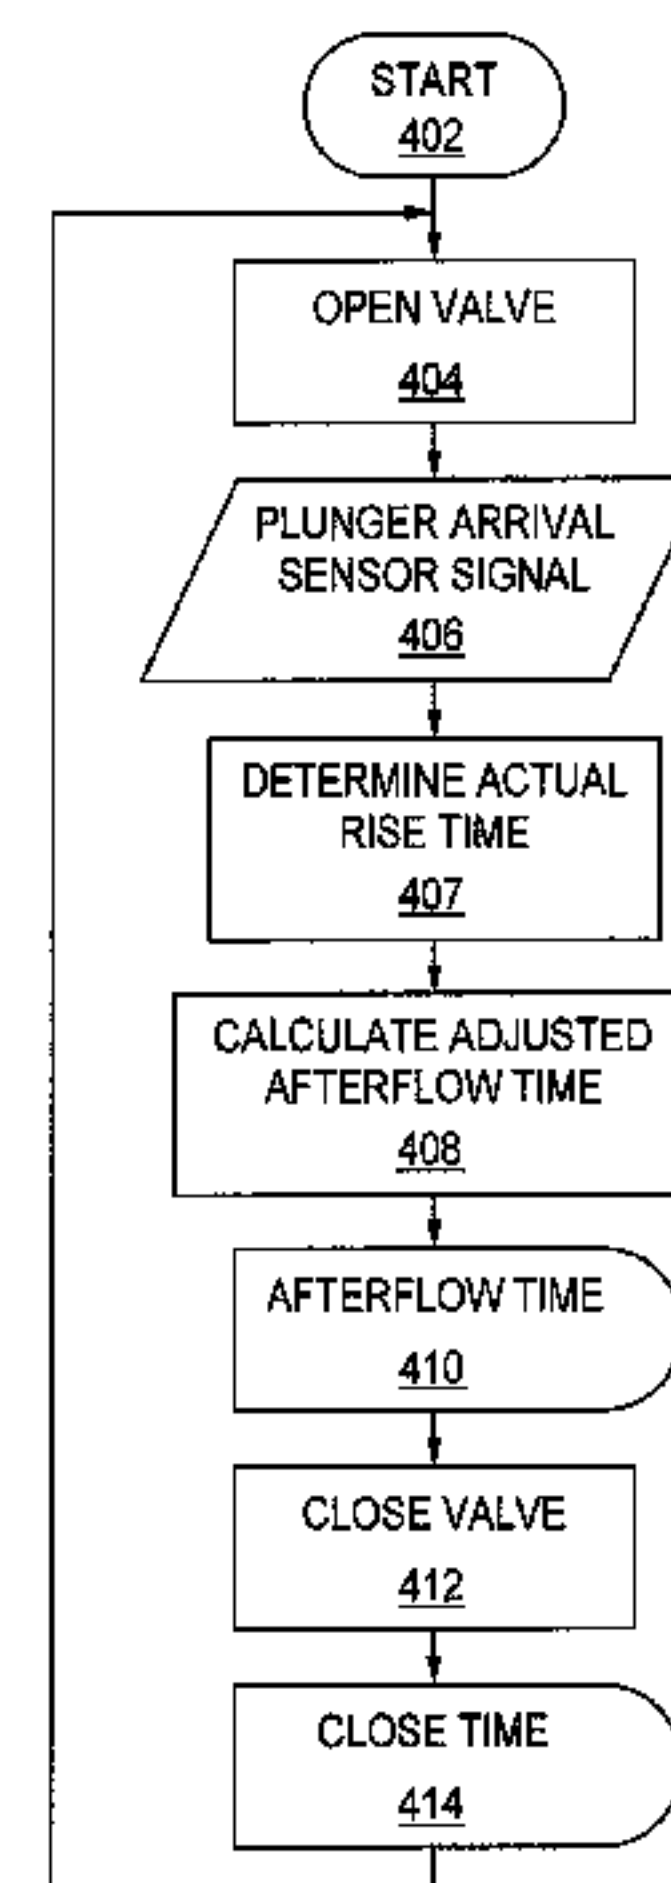 START
402
OPEN VALVE
404
PLUNGER ARRIVAL
SENSOR SIGNAL
406
DETERMINE ACTUAL
RISE TIME
407
CALCULATE ADJUSTED
AFTERFLOW TIME
408
AFTERFLOW TIME
410
CLOSE VALVE
412
CLOSE TIME
414